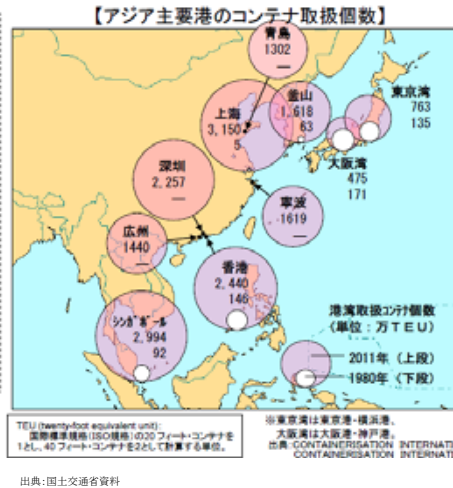 【アジア主要港のコンテナ取扱個数】
青島
1302
—
上海
3,150
5
釜山
1,618
63
東京湾
763
135
大阪湾
475
171
深圳
2,257
—
寧波
1619
—
広州
1440
—
香港
2,440
146
シンガポール
2,994
92
港湾取扱コンテナ個数
(単位：万TEU)
2011年 (上段)
1980年 (下段)
TEU (twenty-foot equivalent unit):
国際標準規格(ISO規格)の20フィート・コンテナを
1とし、40フィート・コンテナを2として計算する単位。
※東京湾は東京港・横浜港、
大阪湾は大阪港・神戸港。
出典：CONTAINERISATION INTERNATI
CONTAINERISATION INTERNATI
出典：国土交通省資料